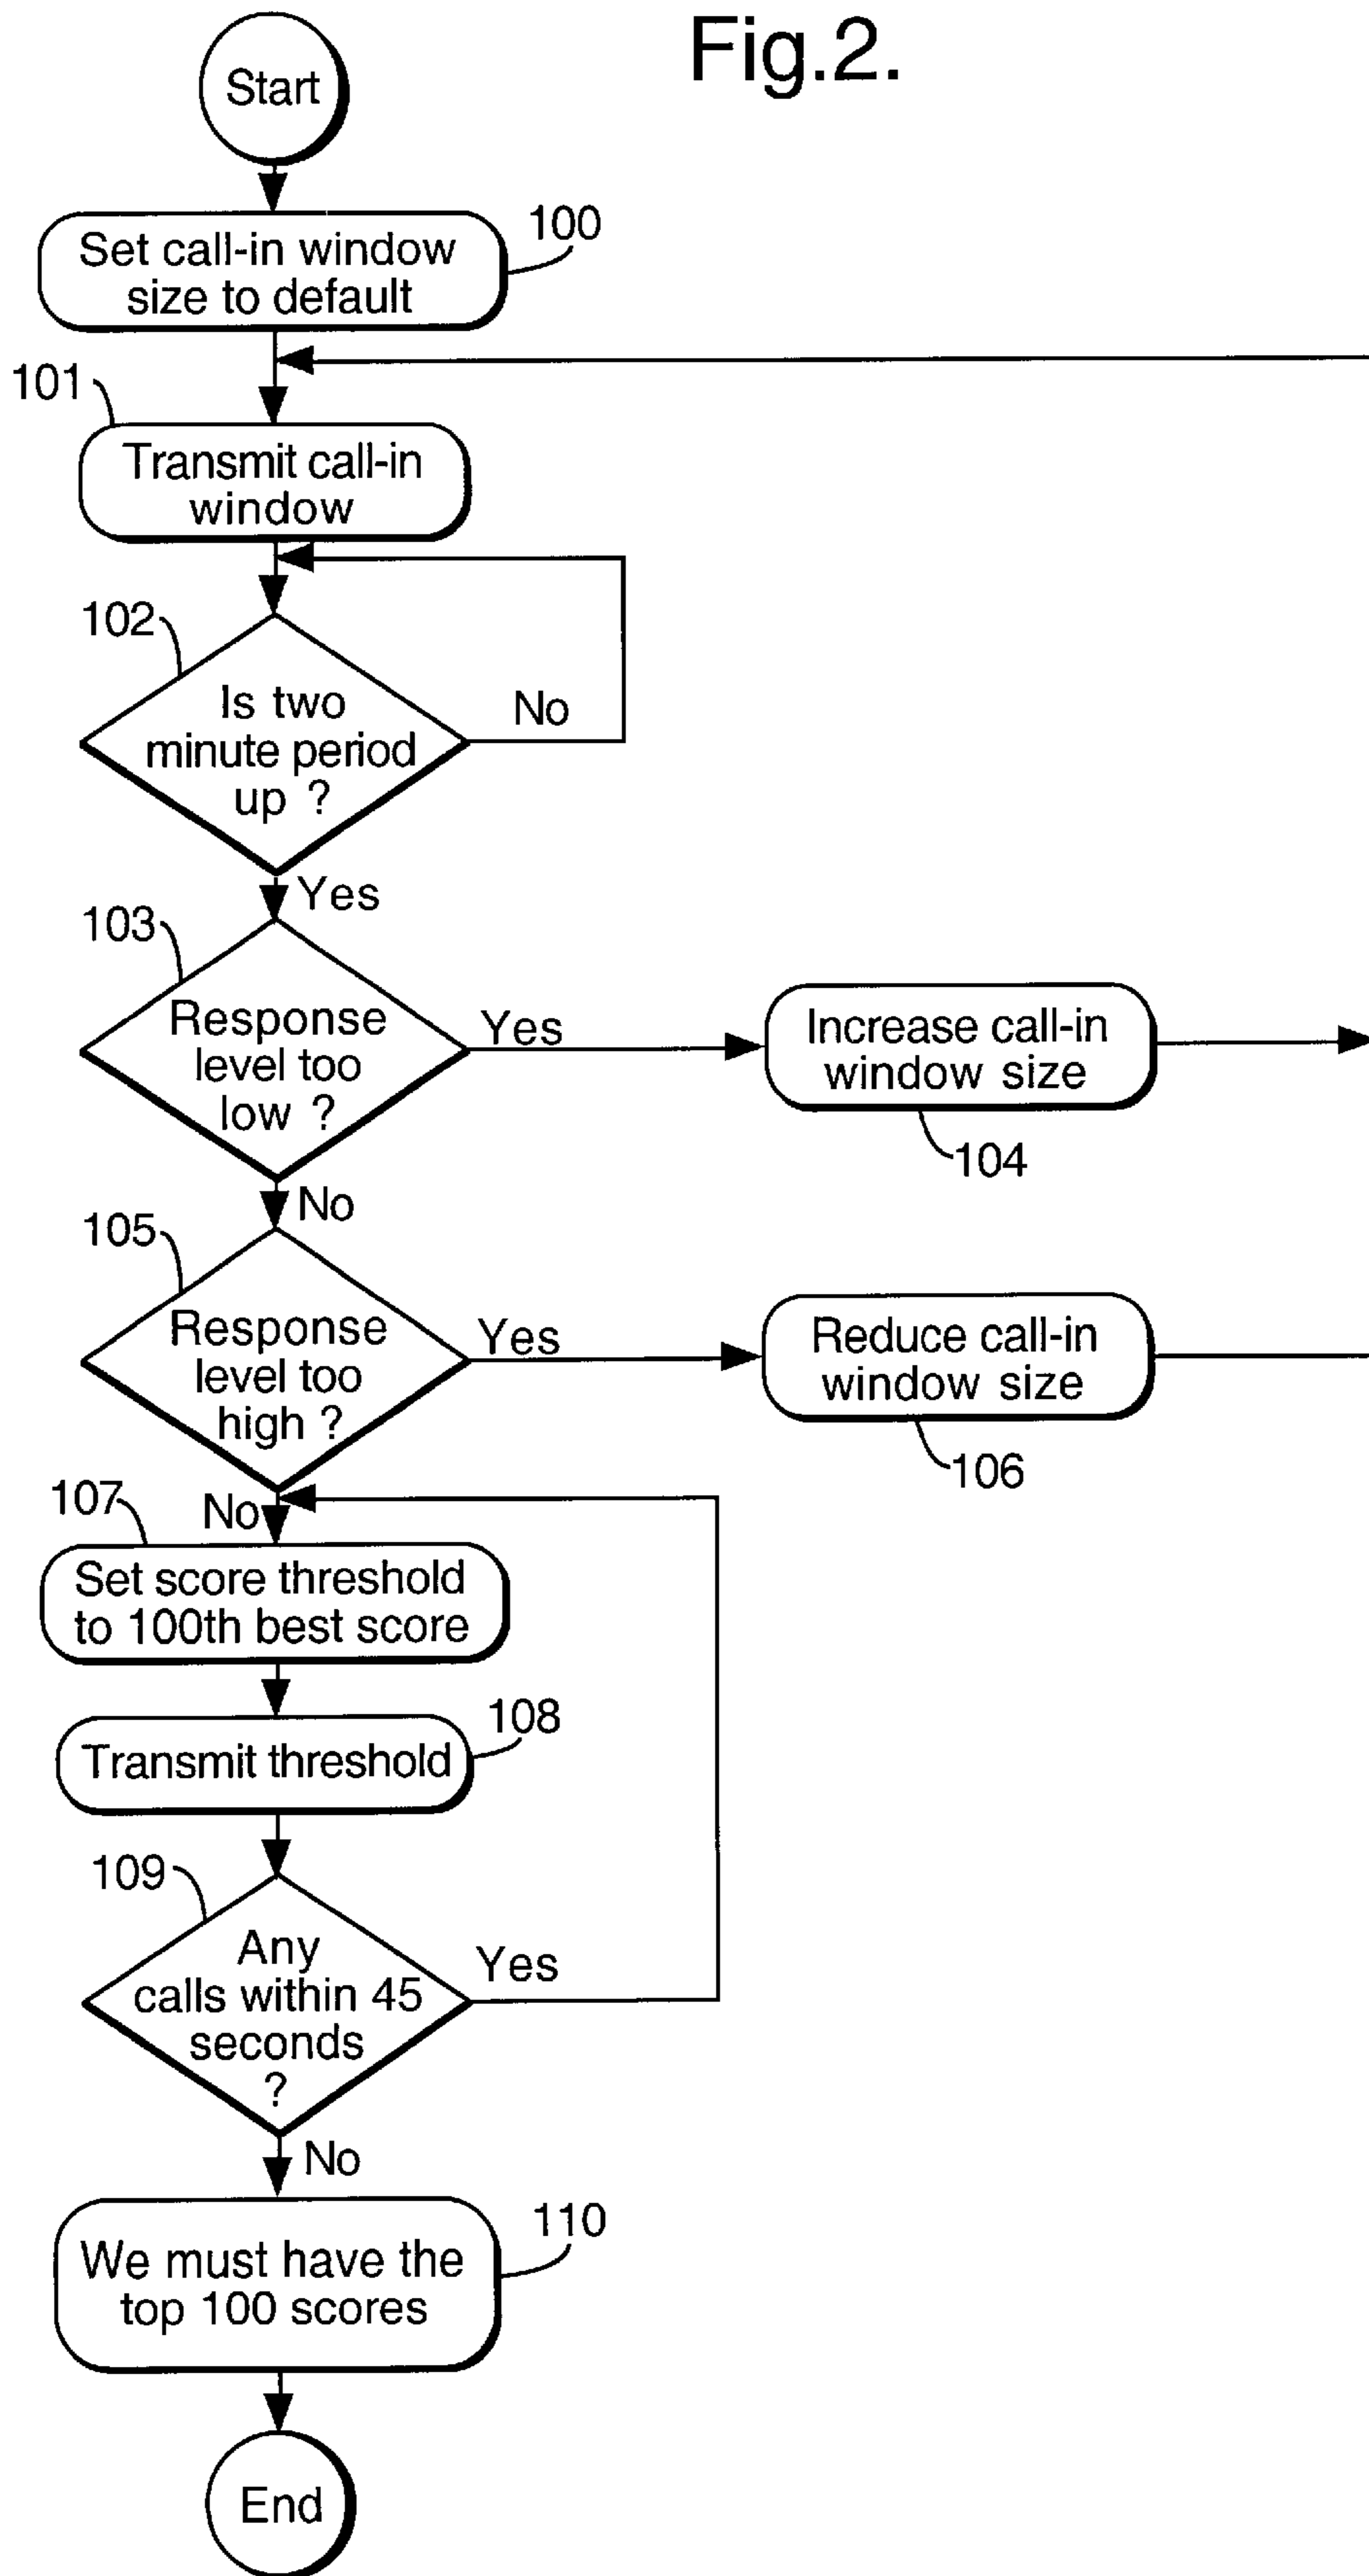 Fig.2.
Start
100
Set call-in window
size to default
101
Transmit call-in
window
102
Is two
minute period
up ?
No
Yes
103
Response
level too
low ?
Yes
Increase call-in
window size
104
No
105
Response
level too
high ?
Yes
Reduce call-in
window size
106
No
107
Set score threshold
to 100th best score
108
Transmit threshold
109
Any
calls within 45
seconds
?
Yes
No
110
We must have the
top 100 scores
End